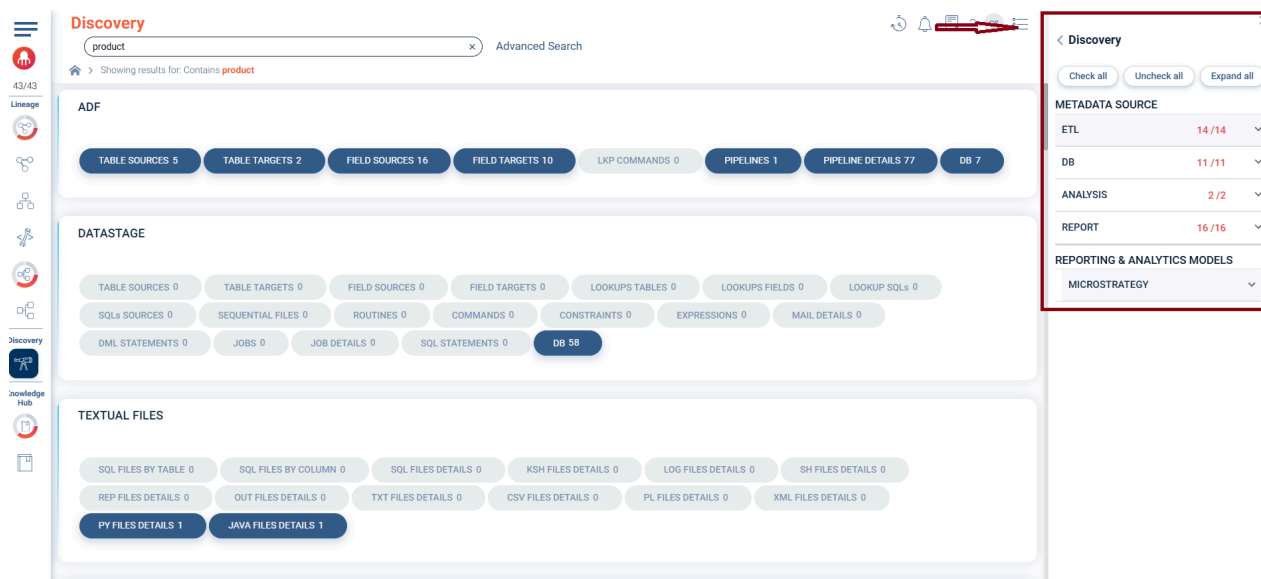 Discovery
product × Advanced Search
> Showing results for: Contains product
43/43
Lineage
Discovery
Knowledge
Hub
ADF
TABLE SOURCES 5 TABLE TARGETS 2 FIELD SOURCES 16 FIELD TARGETS 10 LKP COMMANDS 0 PIPELINES 1 PIPELINE DETAILS 77 DB 7
DATASTAGE
TABLE SOURCES 0 TABLE TARGETS 0 FIELD SOURCES 0 FIELD TARGETS 0 LOOKUPS TABLES 0 LOOKUPS FIELDS 0 LOOKUP SQLs 0
SQLs SOURCES 0 SEQUENTIAL FILES 0 ROUTINES 0 COMMANDS 0 CONSTRAINTS 0 EXPRESSIONS 0 MAIL DETAILS 0
DML STATEMENTS 0 JOBS 0 JOB DETAILS 0 SQL STATEMENTS 0 DB 58
TEXTUAL FILES
SQL FILES BY TABLE 0 SQL FILES BY COLUMN 0 SQL FILES DETAILS 0 KSH FILES DETAILS 0 LOG FILES DETAILS 0 SH FILES DETAILS 0
REP FILES DETAILS 0 OUT FILES DETAILS 0 TXT FILES DETAILS 0 CSV FILES DETAILS 0 PL FILES DETAILS 0 XML FILES DETAILS 0
PY FILES DETAILS 1 JAVA FILES DETAILS 1
< Discovery
Check all Uncheck all Expand all
METADATA SOURCE
ETL 14 /14
DB 11 /11
ANALYSIS 2 /2
REPORT 16 /16
REPORTING & ANALYTICS MODELS
MICROSTRATEGY